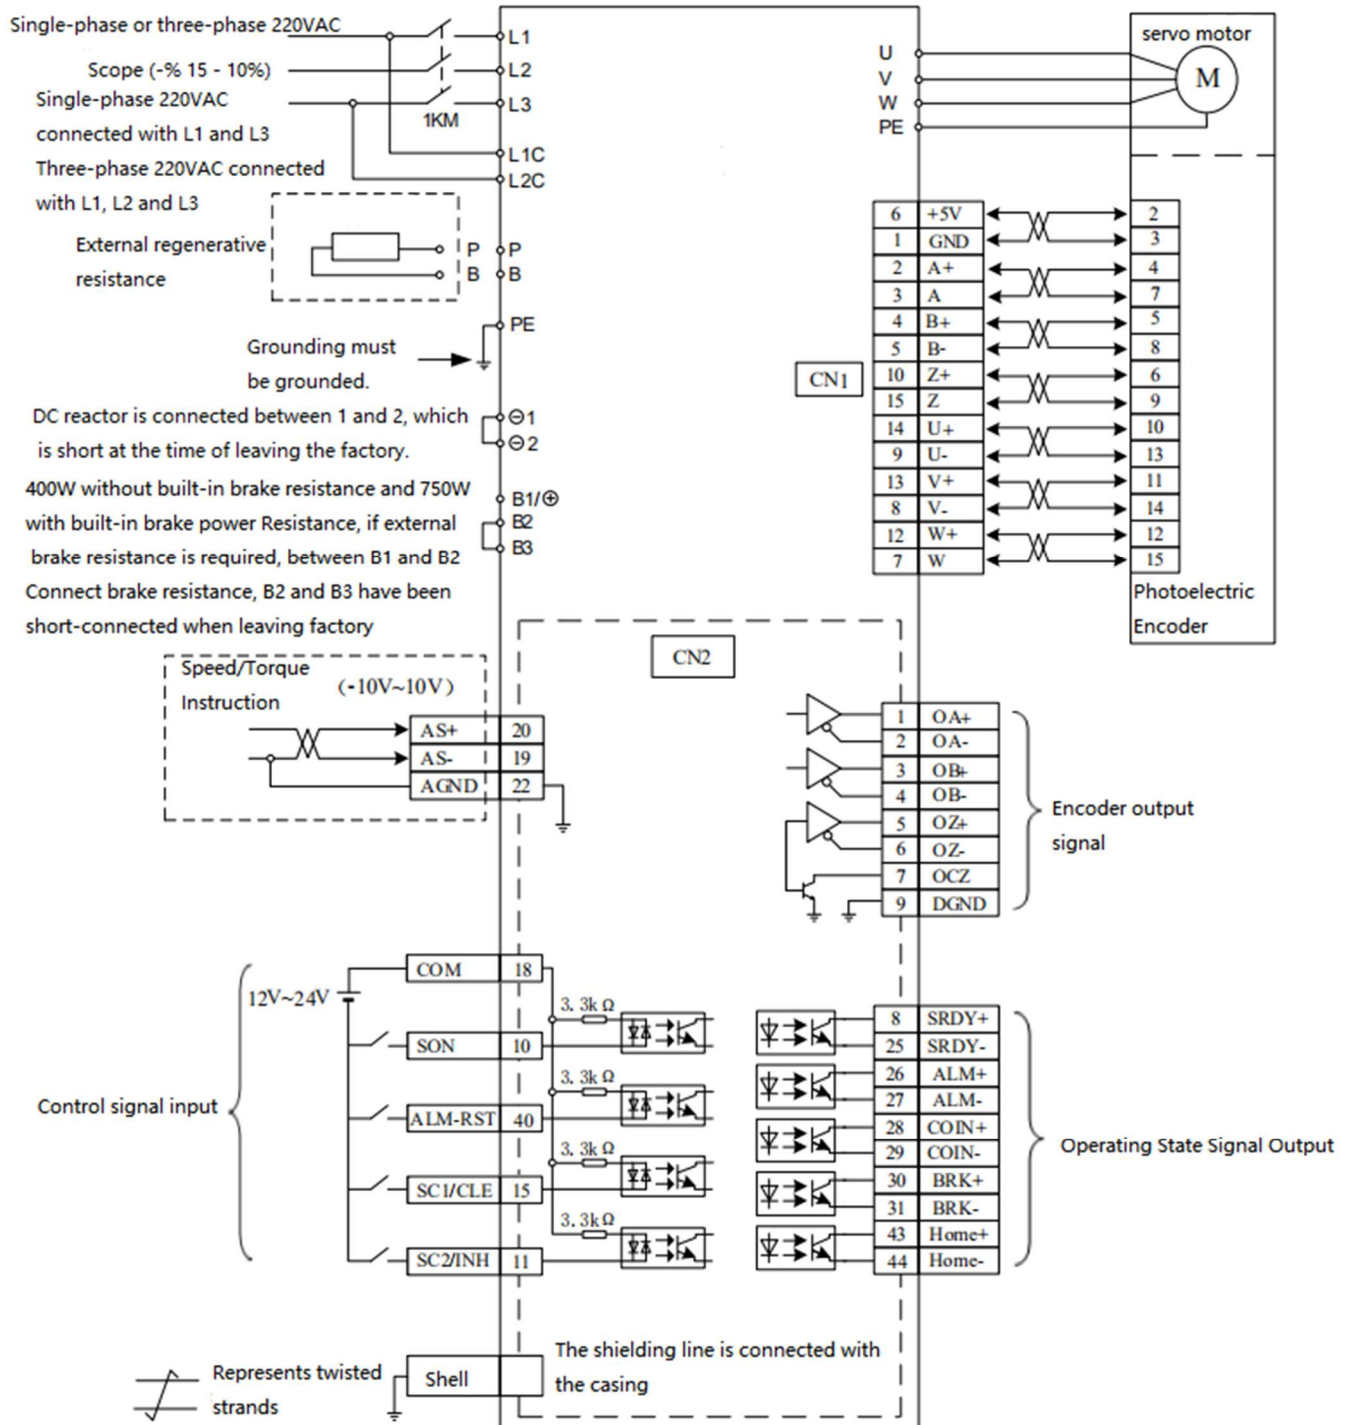 Single-phase or three-phase 220VAC
Scope (-% 15 - 10%)
Single-phase 220VAC
connected with L1 and L3
Three-phase 220VAC connected
with L1, L2 and L3
1KM
L1
L2
L3
L1C
L2C
External regenerative
resistance
P
B
P
B
PE
Grounding must
be grounded.
DC reactor is connected between 1 and 2, which
is short at the time of leaving the factory.
⊖1
⊖2
400W without built-in brake resistance and 750W
with built-in brake power Resistance, if external
brake resistance is required, between B1 and B2
Connect brake resistance, B2 and B3 have been
short-connected when leaving factory
B1/⊕
B2
B3
U
V
W
PE
servo motor
M
CN1
6 +5V 2
1 GND 3
2 A+ 4
3 A 7
4 B+ 5
5 B- 8
10 Z+ 6
15 Z 9
14 U+ 10
9 U- 13
13 V+ 11
8 V- 14
12 W+ 12
7 W 15
Photoelectric
Encoder
CN2
Speed/Torque
Instruction
(-10V~10V)
AS+ 20
AS- 19
AGND 22
1 OA+
2 OA-
3 OB+
4 OB-
5 OZ+
6 OZ-
7 OCZ
9 DGND
Encoder output
signal
Control signal input
12V~24V
COM 18
3.3kΩ
SON 10
3.3kΩ
ALM-RST 40
3.3kΩ
SC1/CLE 15
3.3kΩ
SC2/INH 11
8 SRDY+
25 SRDY-
26 ALM+
27 ALM-
28 COIN+
29 COIN-
30 BRK+
31 BRK-
43 Home+
44 Home-
Operating State Signal Output
Represents twisted
strands
Shell
The shielding line is connected with
the casing